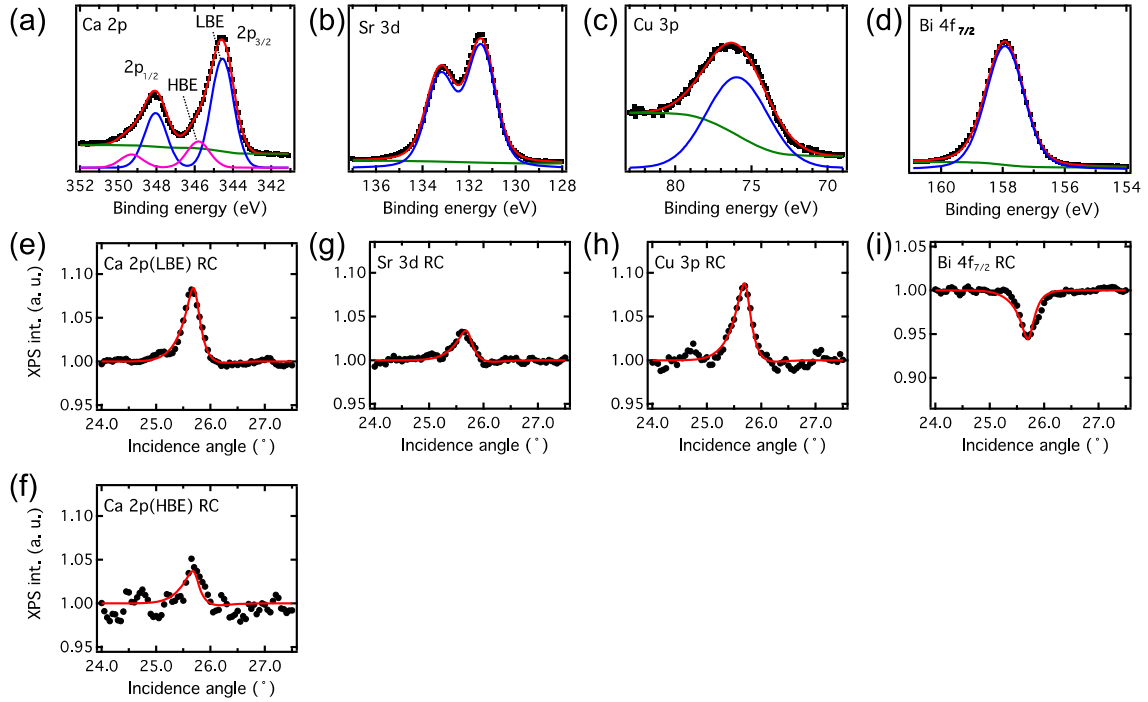 (a)
Ca 2p
LBE
2p3/2
2p1/2
HBE
352 350 348 346 344 342
Binding energy (eV)
(b)
Sr 3d
136 134 132 130 128
Binding energy (eV)
(c)
Cu 3p
80 75 70
Binding energy (eV)
(d)
Bi 4f7/2
160 158 156 154
Binding energy (eV)
(e)
Ca 2p(LBE) RC
XPS int. (a. u.)
1.10
1.05
1.00
0.95
24.0 25.0 26.0 27.0
Incidence angle (°)
(g)
Sr 3d RC
1.10
1.05
1.00
0.95
24.0 25.0 26.0 27.0
Incidence angle (°)
(h)
Cu 3p RC
1.10
1.05
1.00
0.95
24.0 25.0 26.0 27.0
Incidence angle (°)
(i)
Bi 4f7/2 RC
1.05
1.00
0.95
0.90
24.0 25.0 26.0 27.0
Incidence angle (°)
(f)
Ca 2p(HBE) RC
XPS int. (a. u.)
1.10
1.05
1.00
0.95
24.0 25.0 26.0 27.0
Incidence angle (°)